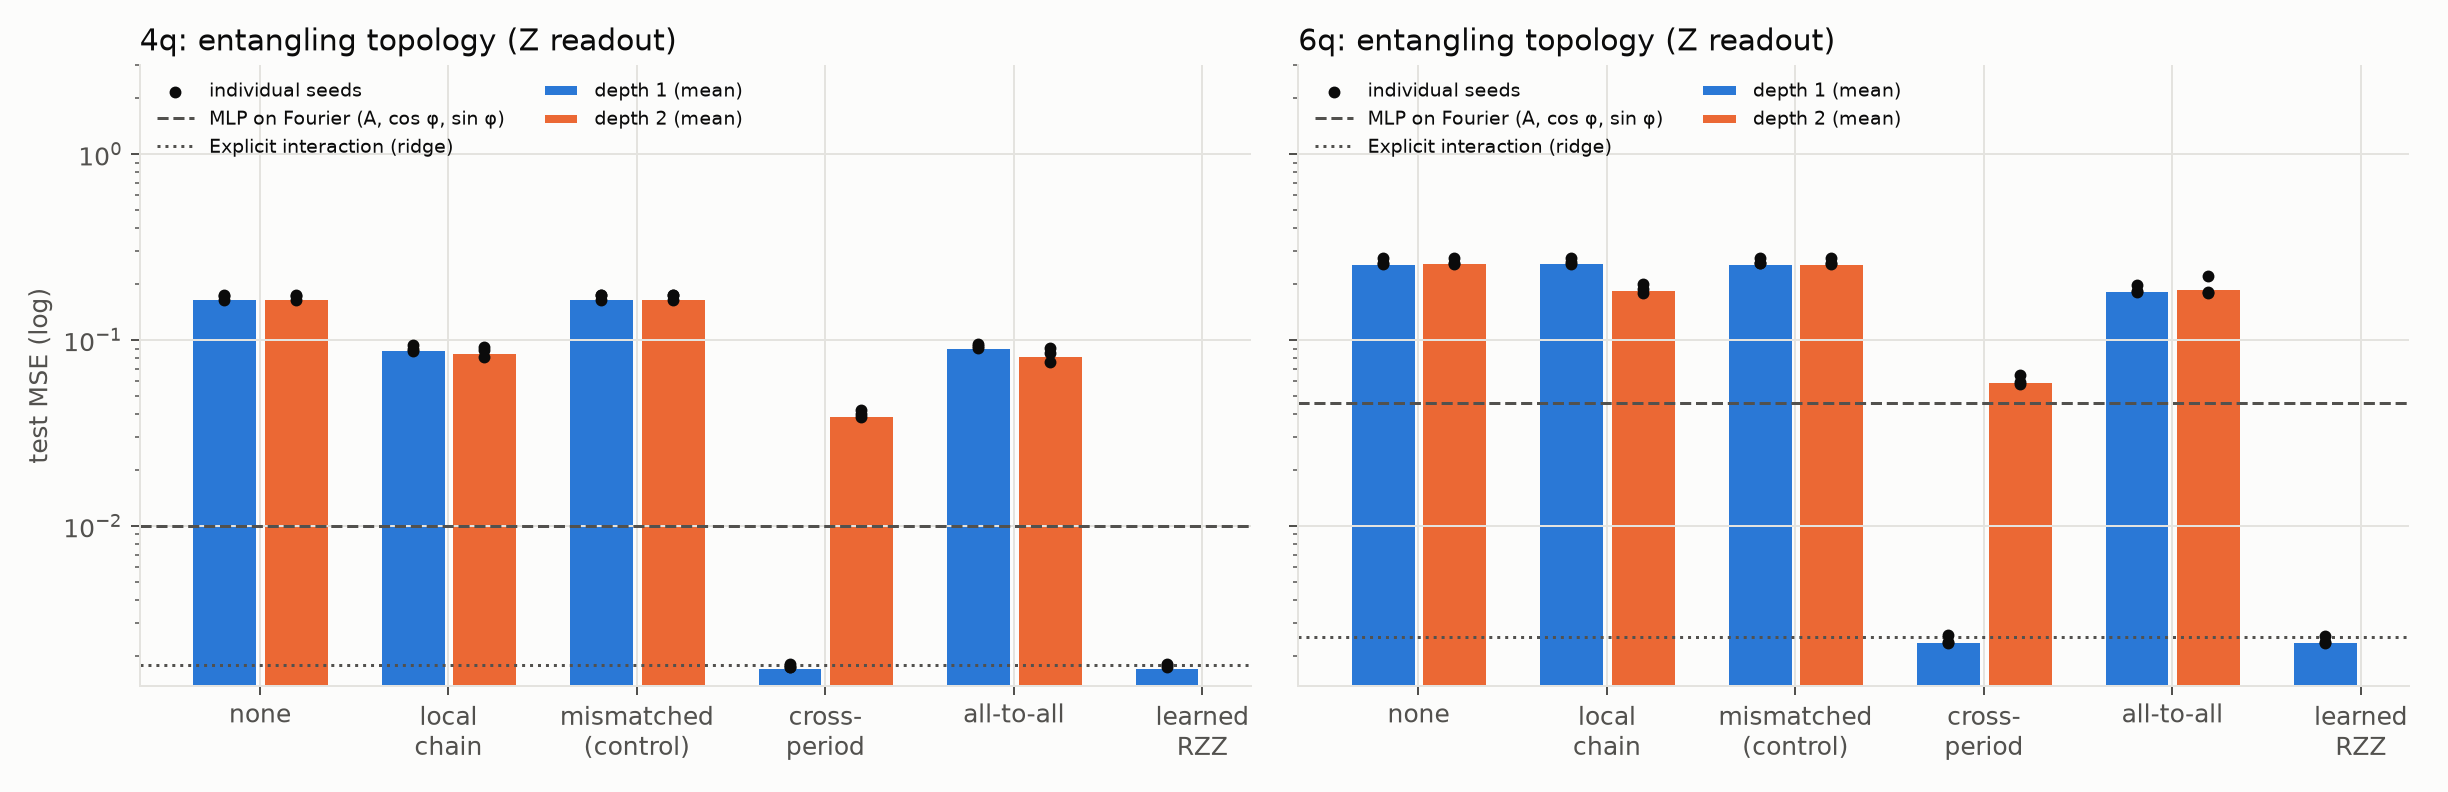 4q: entangling topology (Z readout)
individual seeds
MLP on Fourier (A, cos φ, sin φ)
Explicit interaction (ridge)
depth 1 (mean)
depth 2 (mean)
test MSE (log)
10⁰
10⁻¹
10⁻²
none
local
chain
mismatched
(control)
cross-
period
all-to-all
learned
RZZ
6q: entangling topology (Z readout)
individual seeds
MLP on Fourier (A, cos φ, sin φ)
Explicit interaction (ridge)
depth 1 (mean)
depth 2 (mean)
none
local
chain
mismatched
(control)
cross-
period
all-to-all
learned
RZZ